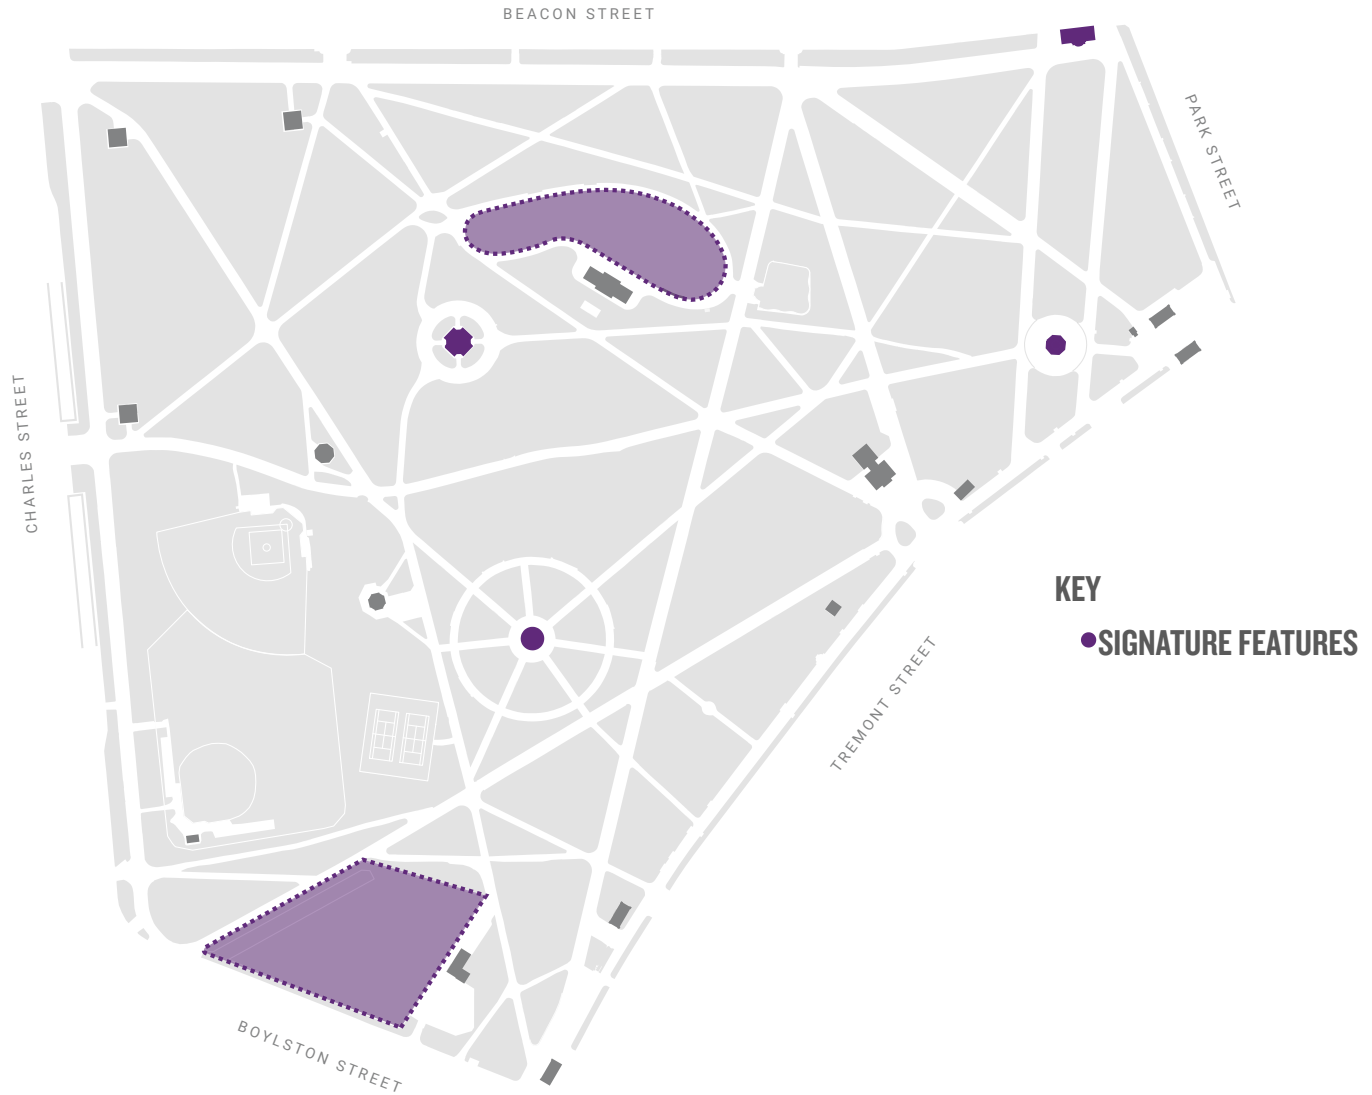 BEACON STREET
PARK STREET
CHARLES STREET
KEY
SIGNATURE FEATURES
TREMONT STREET
BOYLSTON STREET